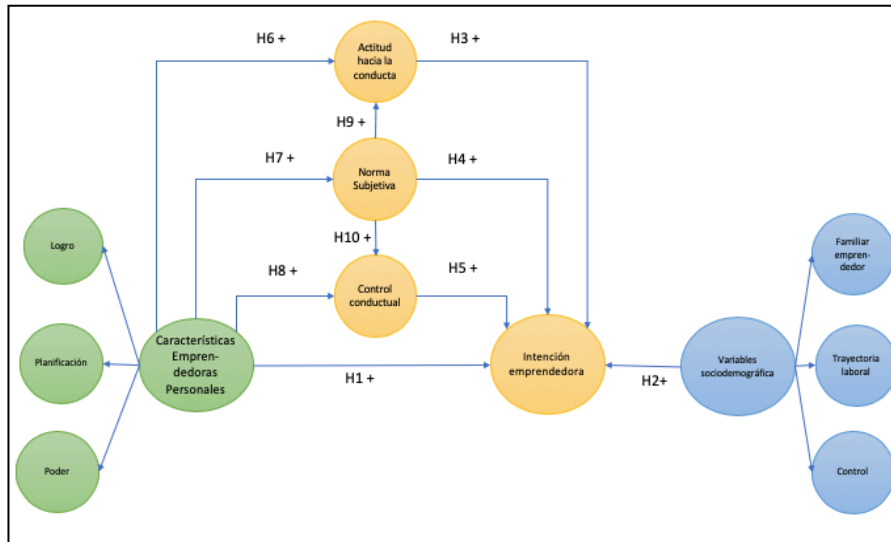 H6 +
Actitud
hacia la
conducta
H3 +
H9 +
H7 +
Norma
Subjetiva
H4 +
Logro
H10 +
Familiar
empren-
dedor
H8 +
Control
conductual
H5 +
Planificación
Características
Empren-
dedoras
Personales
Intención
emprendedora
Variables
sociodemográfica
Trayectoria
laboral
H1 +
H2+
Poder
Control